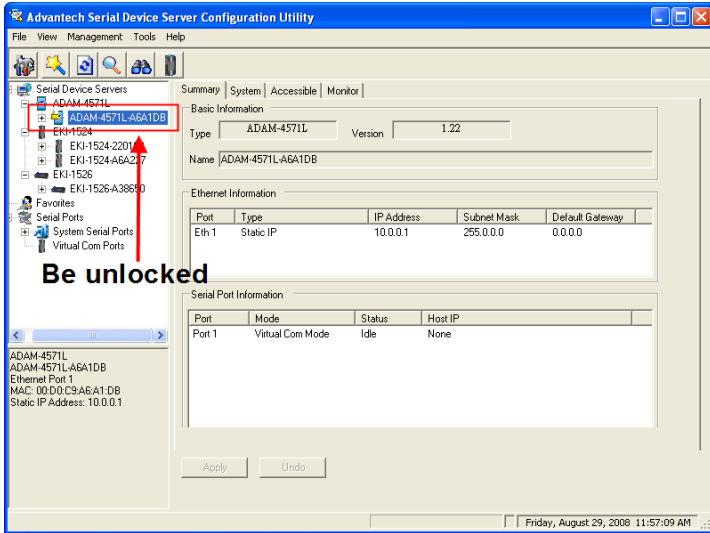 Advantech Serial Device Server Configuration Utility
File View Management Tools Help
Serial Device Servers
ADAM-4571L
ADAM-4571L-A6A1DB
EKI-1524
EKI-1524-2201
EKI-1524-A6A227
EKI-1526
EKI-1526-A38650
Favorites
Serial Ports
System Serial Ports
Virtual Com Ports
Be unlocked
ADAM-4571L
ADAM-4571L-A6A1DB
Ethernet Port 1
MAC: 00:D0:C9:A6:A1:DB
Static IP Address: 10.0.0.1
Summary System Accessible Monitor
Basic Information
Type ADAM-4571L Version 1.22
Name ADAM-4571L-A6A1DB
Ethernet Information
Port Type IP Address Subnet Mask Default Gateway
Eth 1 Static IP 10.0.0.1 255.0.0.0 0.0.0.0
Serial Port Information
Port Mode Status Host IP
Port 1 Virtual Com Mode Idle None
Apply Undo
Friday, August 29, 2008 11:57:09 AM